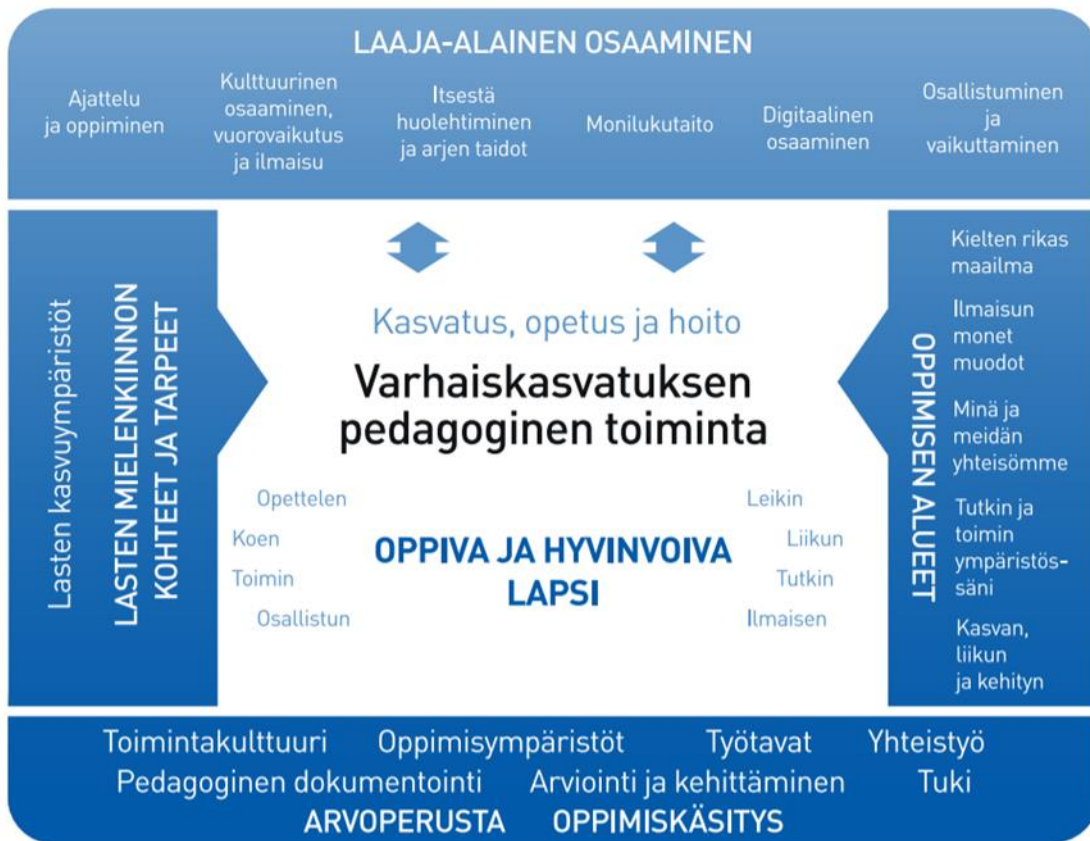 LAAJA-ALAINEN OSAAMINEN
Ajattelu
ja oppiminen
Kulttuurinen
osaaminen,
vuorovaikutus
ja ilmaisu
Itsestä
huolehtiminen
ja arjen taidot
Monilukutaito
Digitaalinen
osaaminen
Osallistuminen
ja
vaikuttaminen
Lasten kasvuympäristöt
LASTEN MIELENKIINNON
KOHTEET JA TARPEET
Kasvatus, opetus ja hoito
Varhaiskasvatuksen
pedagoginen toiminta
Opettelen
Koen
Toimin
Osallistun
OPPIVA JA HYVINVOIVA
LAPSI
Leikin
Liikun
Tutkin
Ilmaisen
OPPIMISEN ALUEET
Kielten rikas
maailma
Ilmaisun
monet
muodot
Minä ja
meidän
yhteisömme
Tutkin ja
toimin
ympäristös-
säni
Kasvan,
liikun
ja kehityn
Toimintakulttuuri Oppimisympäristöt Työtavat Yhteistyö
Pedagoginen dokumentointi Arviointi ja kehittäminen Tuki
ARVOPERUSTA OPPIMISKÄSITYS